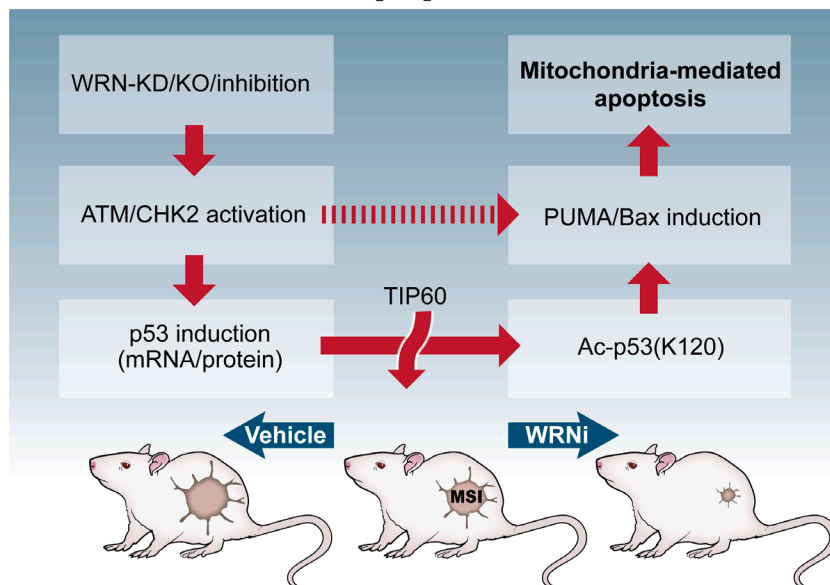 WRN-KD/KO/inhibition
Mitochondria-mediated
apoptosis
ATM/CHK2 activation
PUMA/Bax induction
TIP60
p53 induction
(mRNA/protein)
Ac-p53(K120)
Vehicle
WRNi
MSI